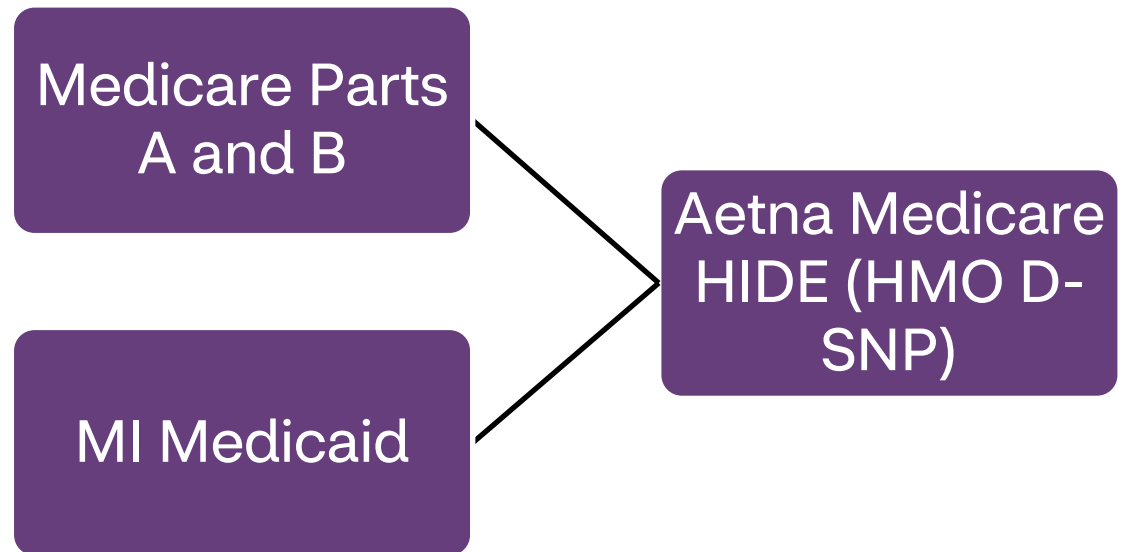 Medicare Parts
A and B
Aetna Medicare
HIDE (HMO D-
SNP)
MI Medicaid